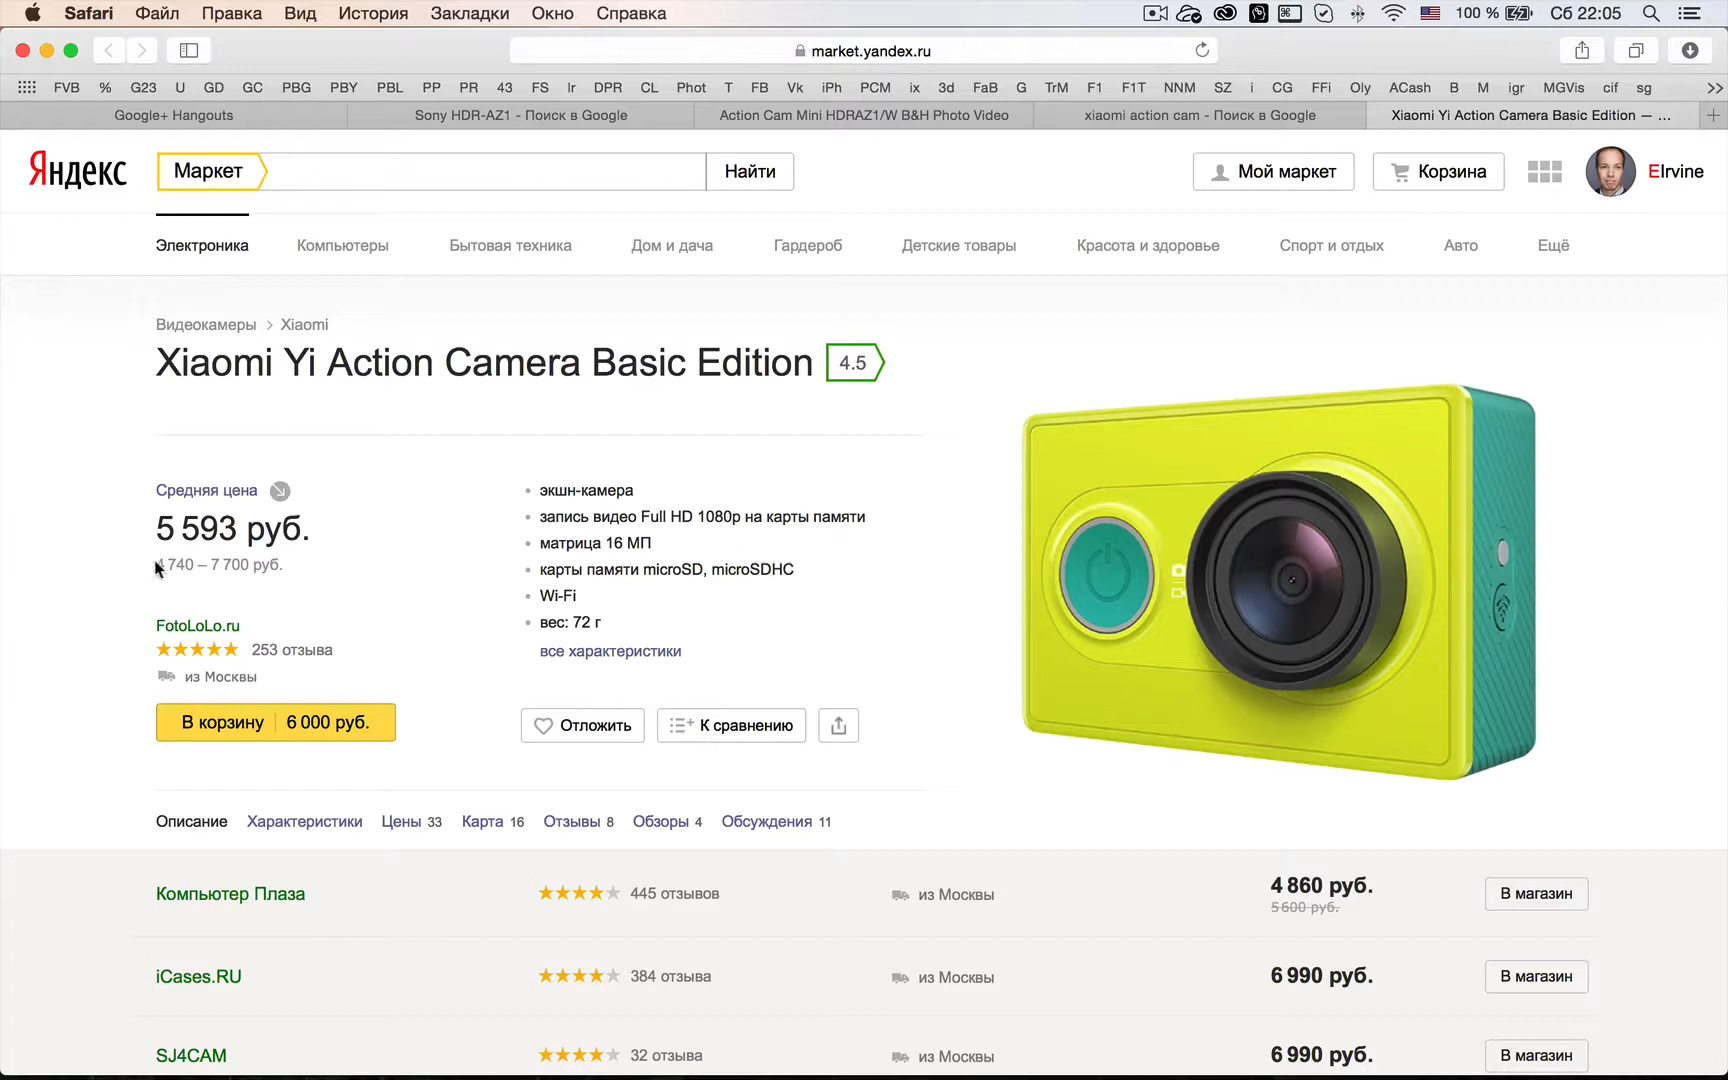 Safari Файл Правка Вид История Закладки Окно Справка 100 % Сб 22:05
market.yandex.ru
FVB % G23 U GD GC PBG PBY PBL PP PR 43 FS Ir DPR CL Phot T FB Vk iPh PCM ix 3d FaB G TrM F1 F1T NNM SZ i CG FFi Oly ACash B M igr MGVis cif sg
Google+ Hangouts Sony HDR-AZ1 - Поиск в Google Action Cam Mini HDRAZ1/W B&H Photo Video xiaomi action cam - Поиск в Google Xiaomi Yi Action Camera Basic Edition — ...
Яндекс Маркет Найти Мой маркет Корзина EIrvine
Электроника Компьютеры Бытовая техника Дом и дача Гардероб Детские товары Красота и здоровье Спорт и отдых Авто Ещё
Видеокамеры > Xiaomi
Xiaomi Yi Action Camera Basic Edition 4.5
Средняя цена
5 593 руб.
740 – 7 700 руб.
FotoLoLo.ru
253 отзыва
из Москвы
В корзину 6 000 руб.
экшн-камера
запись видео Full HD 1080p на карты памяти
матрица 16 МП
карты памяти microSD, microSDHC
Wi-Fi
вес: 72 г
все характеристики
Отложить К сравнению
Описание Характеристики Цены 33 Карта 16 Отзывы 8 Обзоры 4 Обсуждения 11
Компьютер Плаза 445 отзывов из Москвы 4 860 руб. В магазин
5 600 руб.
iCases.RU 384 отзыва из Москвы 6 990 руб. В магазин
SJ4CAM 32 отзыва из Москвы 6 990 руб. В магазин